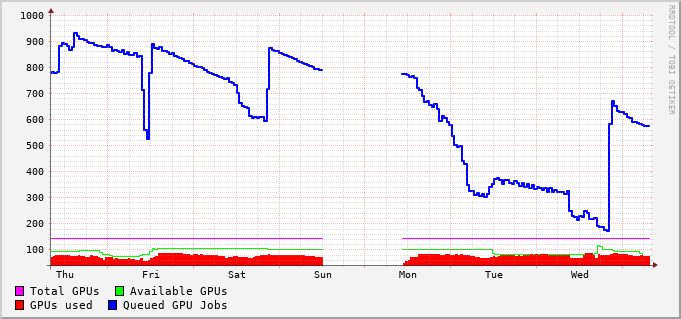 1000
900
800
700
600
500
400
300
200
100
Thu Fri Sat Sun Mon Tue Wed
Total GPUs Available GPUs
GPUs used Queued GPU Jobs
RRDTOOL / TOBI OETIKER